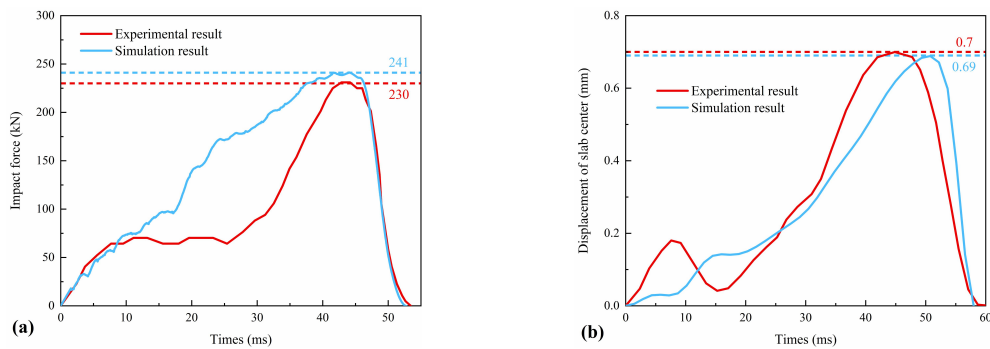 Experimental result
Simulation result
241
230
300
250
200
150
100
50
0
Impact force (kN)
0 10 20 30 40 50
Times (ms)
(a)
0.7
0.69
Experimental result
Simulation result
0.8
0.6
0.4
0.2
0.0
Displacement of slab center (mm)
0 10 20 30 40 50 60
Times (ms)
(b)